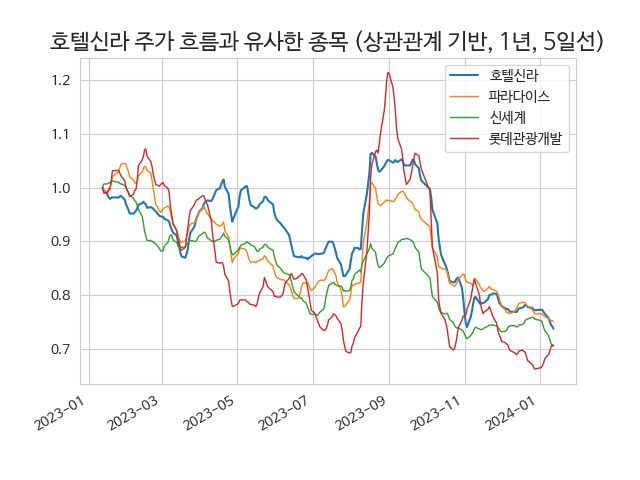 호텔신라 주가 흐름과 유사한 종목 (상관관계 기반, 1년, 5일선)
호텔신라
파라다이스
신세계
롯데관광개발
1.2
1.1
1.0
0.9
0.8
0.7
2023-01
2023-03
2023-05
2023-07
2023-09
2023-11
2024-01